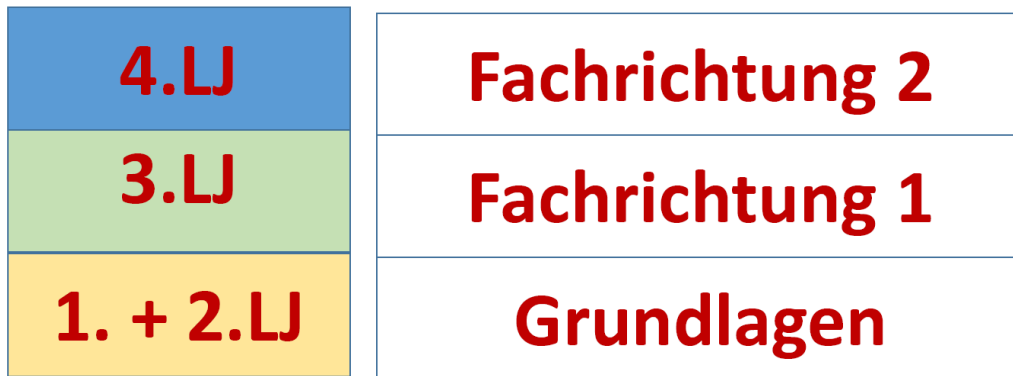 4.LJ Fachrichtung 2
3.LJ Fachrichtung 1
1. + 2.LJ Grundlagen